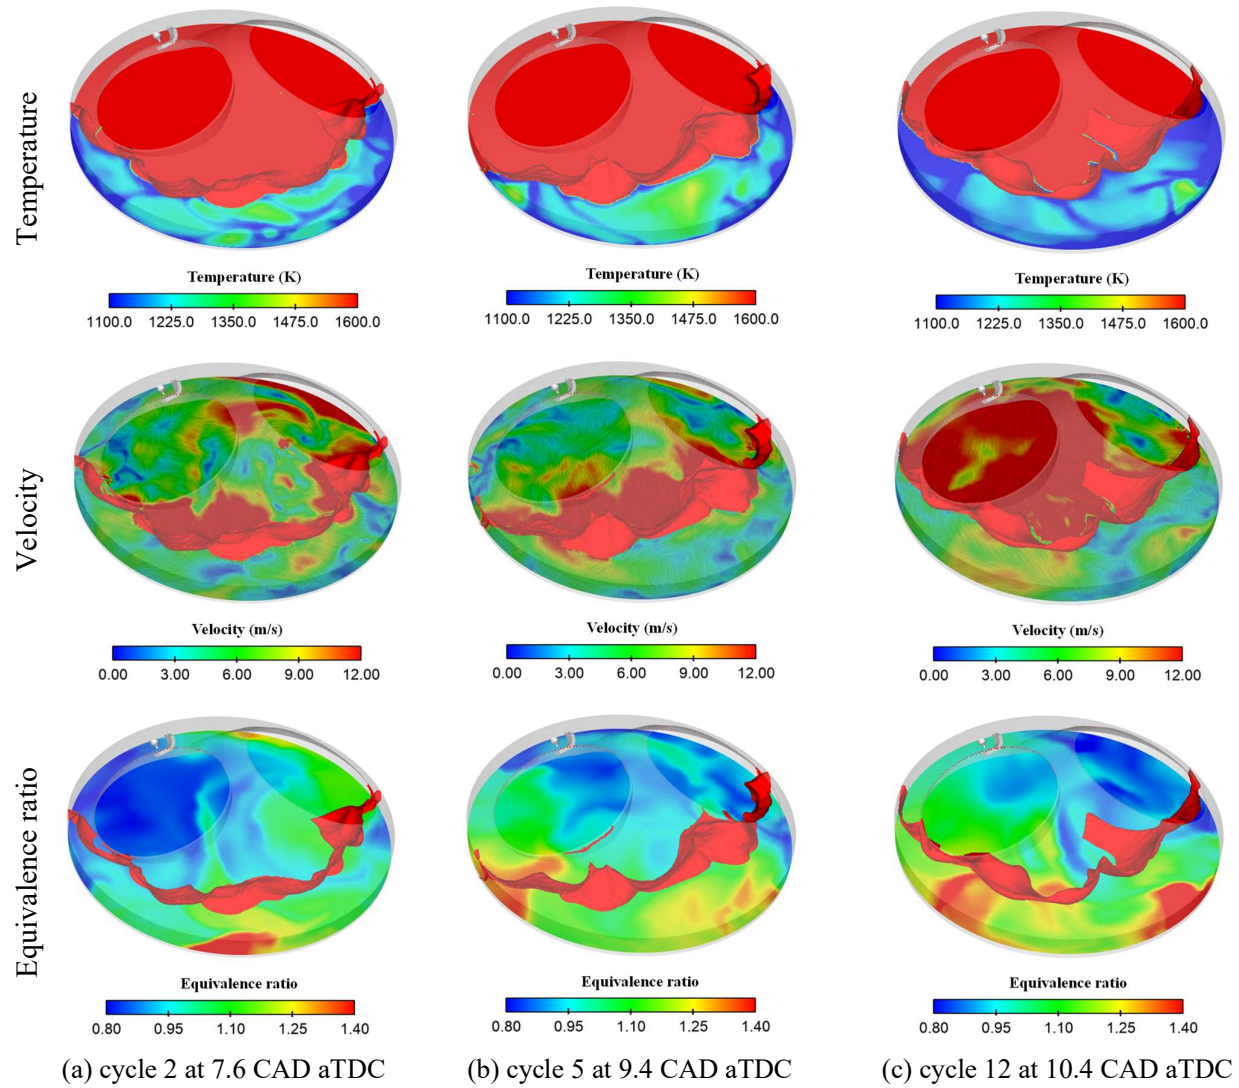 Temperature
Temperature (K)
1100.0 1225.0 1350.0 1475.0 1600.0
Temperature (K)
1100.0 1225.0 1350.0 1475.0 1600.0
Temperature (K)
1100.0 1225.0 1350.0 1475.0 1600.0
Velocity
Velocity (m/s)
0.00 3.00 6.00 9.00 12.00
Velocity (m/s)
0.00 3.00 6.00 9.00 12.00
Velocity (m/s)
0.00 3.00 6.00 9.00 12.00
Equivalence ratio
Equivalence ratio
0.80 0.95 1.10 1.25 1.40
Equivalence ratio
0.80 0.95 1.10 1.25 1.40
Equivalence ratio
0.80 0.95 1.10 1.25 1.40
(a) cycle 2 at 7.6 CAD aTDC
(b) cycle 5 at 9.4 CAD aTDC
(c) cycle 12 at 10.4 CAD aTDC